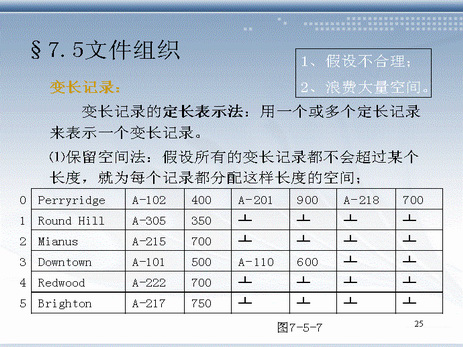 §7.5文件组织
1、假设不合理；
2、浪费大量空间。
变长记录：
变长记录的定长表示法：用一个或多个定长记录
来表示一个变长记录。
⑴保留空间法：假设所有的变长记录都不会超过某个
长度，就为每个记录都分配这样长度的空间；
0 Perryridge A-102 400 A-201 900 A-218 700
1 Round Hill A-305 350 ┴ ┴ ┴ ┴
2 Mianus A-215 700 ┴ ┴ ┴ ┴
3 Downtown A-101 500 A-110 600 ┴ ┴
4 Redwood A-222 700 ┴ ┴ ┴ ┴
5 Brighton A-217 750 ┴ ┴ ┴ ┴
图7-5-7
25